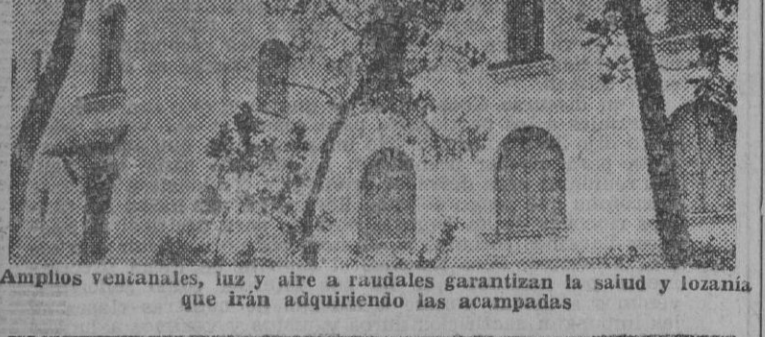 Amplios ventanales, luz y aire a raudales garantizan la salud y lozanía
que irán adquiriendo las acampadas